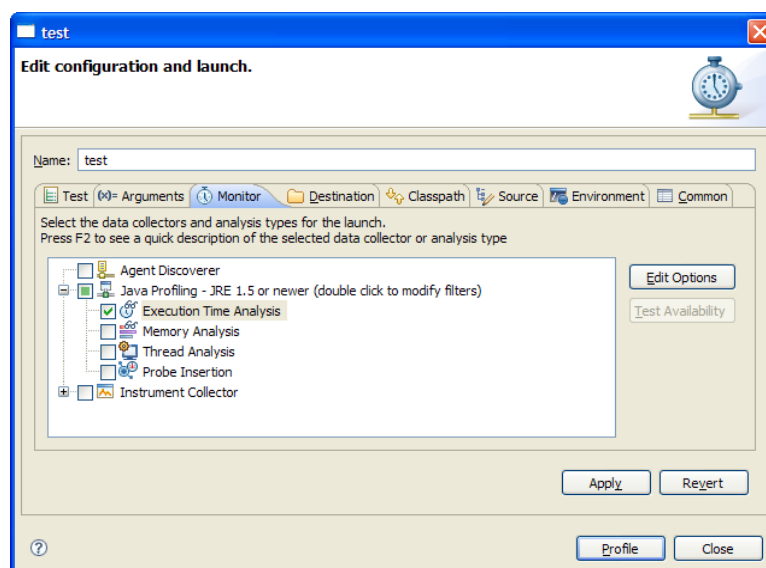 test
Edit configuration and launch.
Name: test
Test (x)= Arguments Monitor Destination Classpath Source Environment Common
Select the data collectors and analysis types for the launch.
Press F2 to see a quick description of the selected data collector or analysis type
Agent Discoverer
Java Profiling - JRE 1.5 or newer (double click to modify filters)
Execution Time Analysis
Memory Analysis
Thread Analysis
Probe Insertion
Instrument Collector
Edit Options
Test Availability
Apply Revert
Profile Close